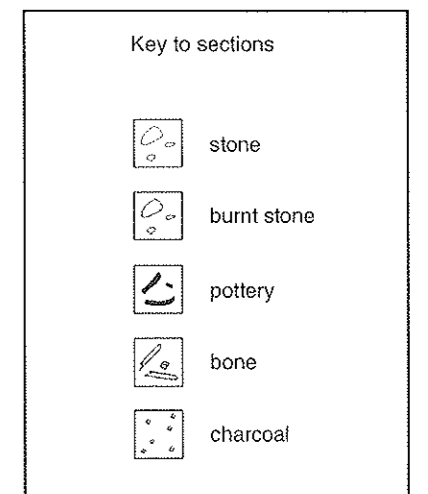 Key to sections
stone
burnt stone
pottery
bone
charcoal